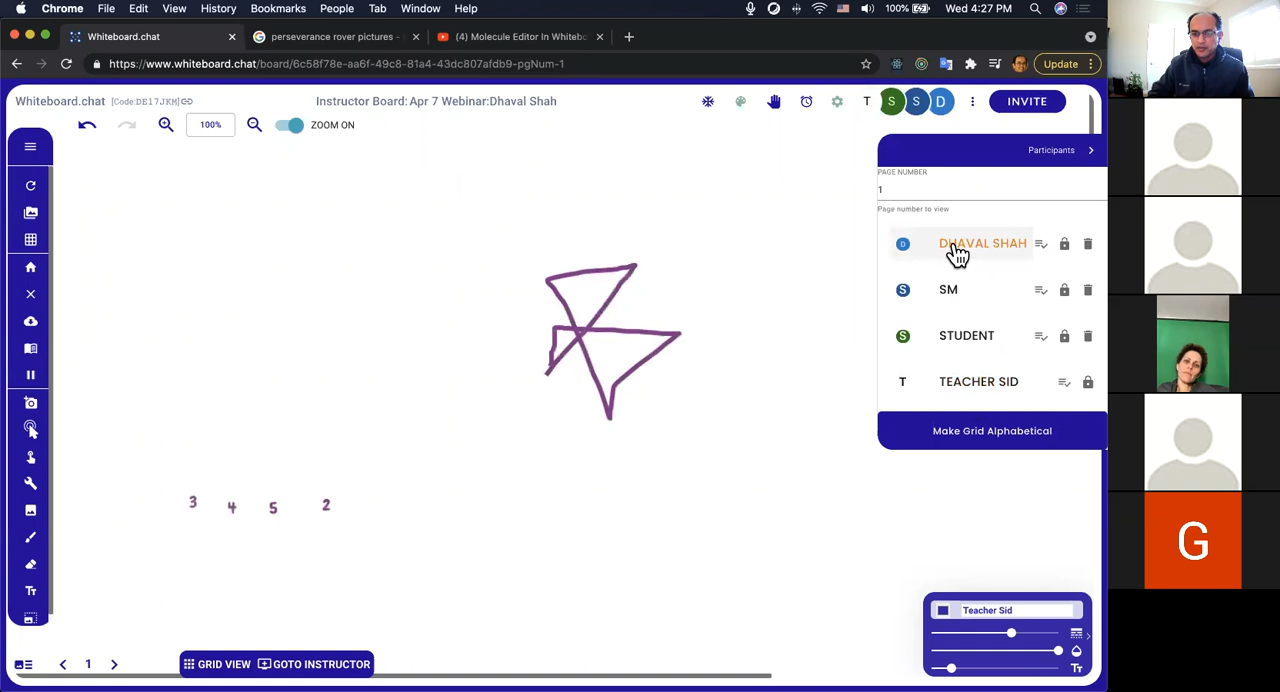 Chrome File Edit View History Bookmarks People Tab Window Help 100% Wed 4:27 PM
Whiteboard.chat perseverance rover pictures - (4) Molecule Editor In Whitebo
https://www.whiteboard.chat/board/6c58f78e-aa6f-49c8-81a4-43dc807afdb9-pgNum-1 Update
Whiteboard.chat [Code:DE17JKM] Instructor Board: Apr 7 Webinar:Dhaval Shah T S S D INVITE
100% ZOOM ON
Participants
PAGE NUMBER
1
Page number to view
D DHAVAL SHAH
S SM
S STUDENT
T TEACHER SID
Make Grid Alphabetical
3 4 5 2
G
Tт
Teacher Sid
Tт
1 GRID VIEW GOTO INSTRUCTOR